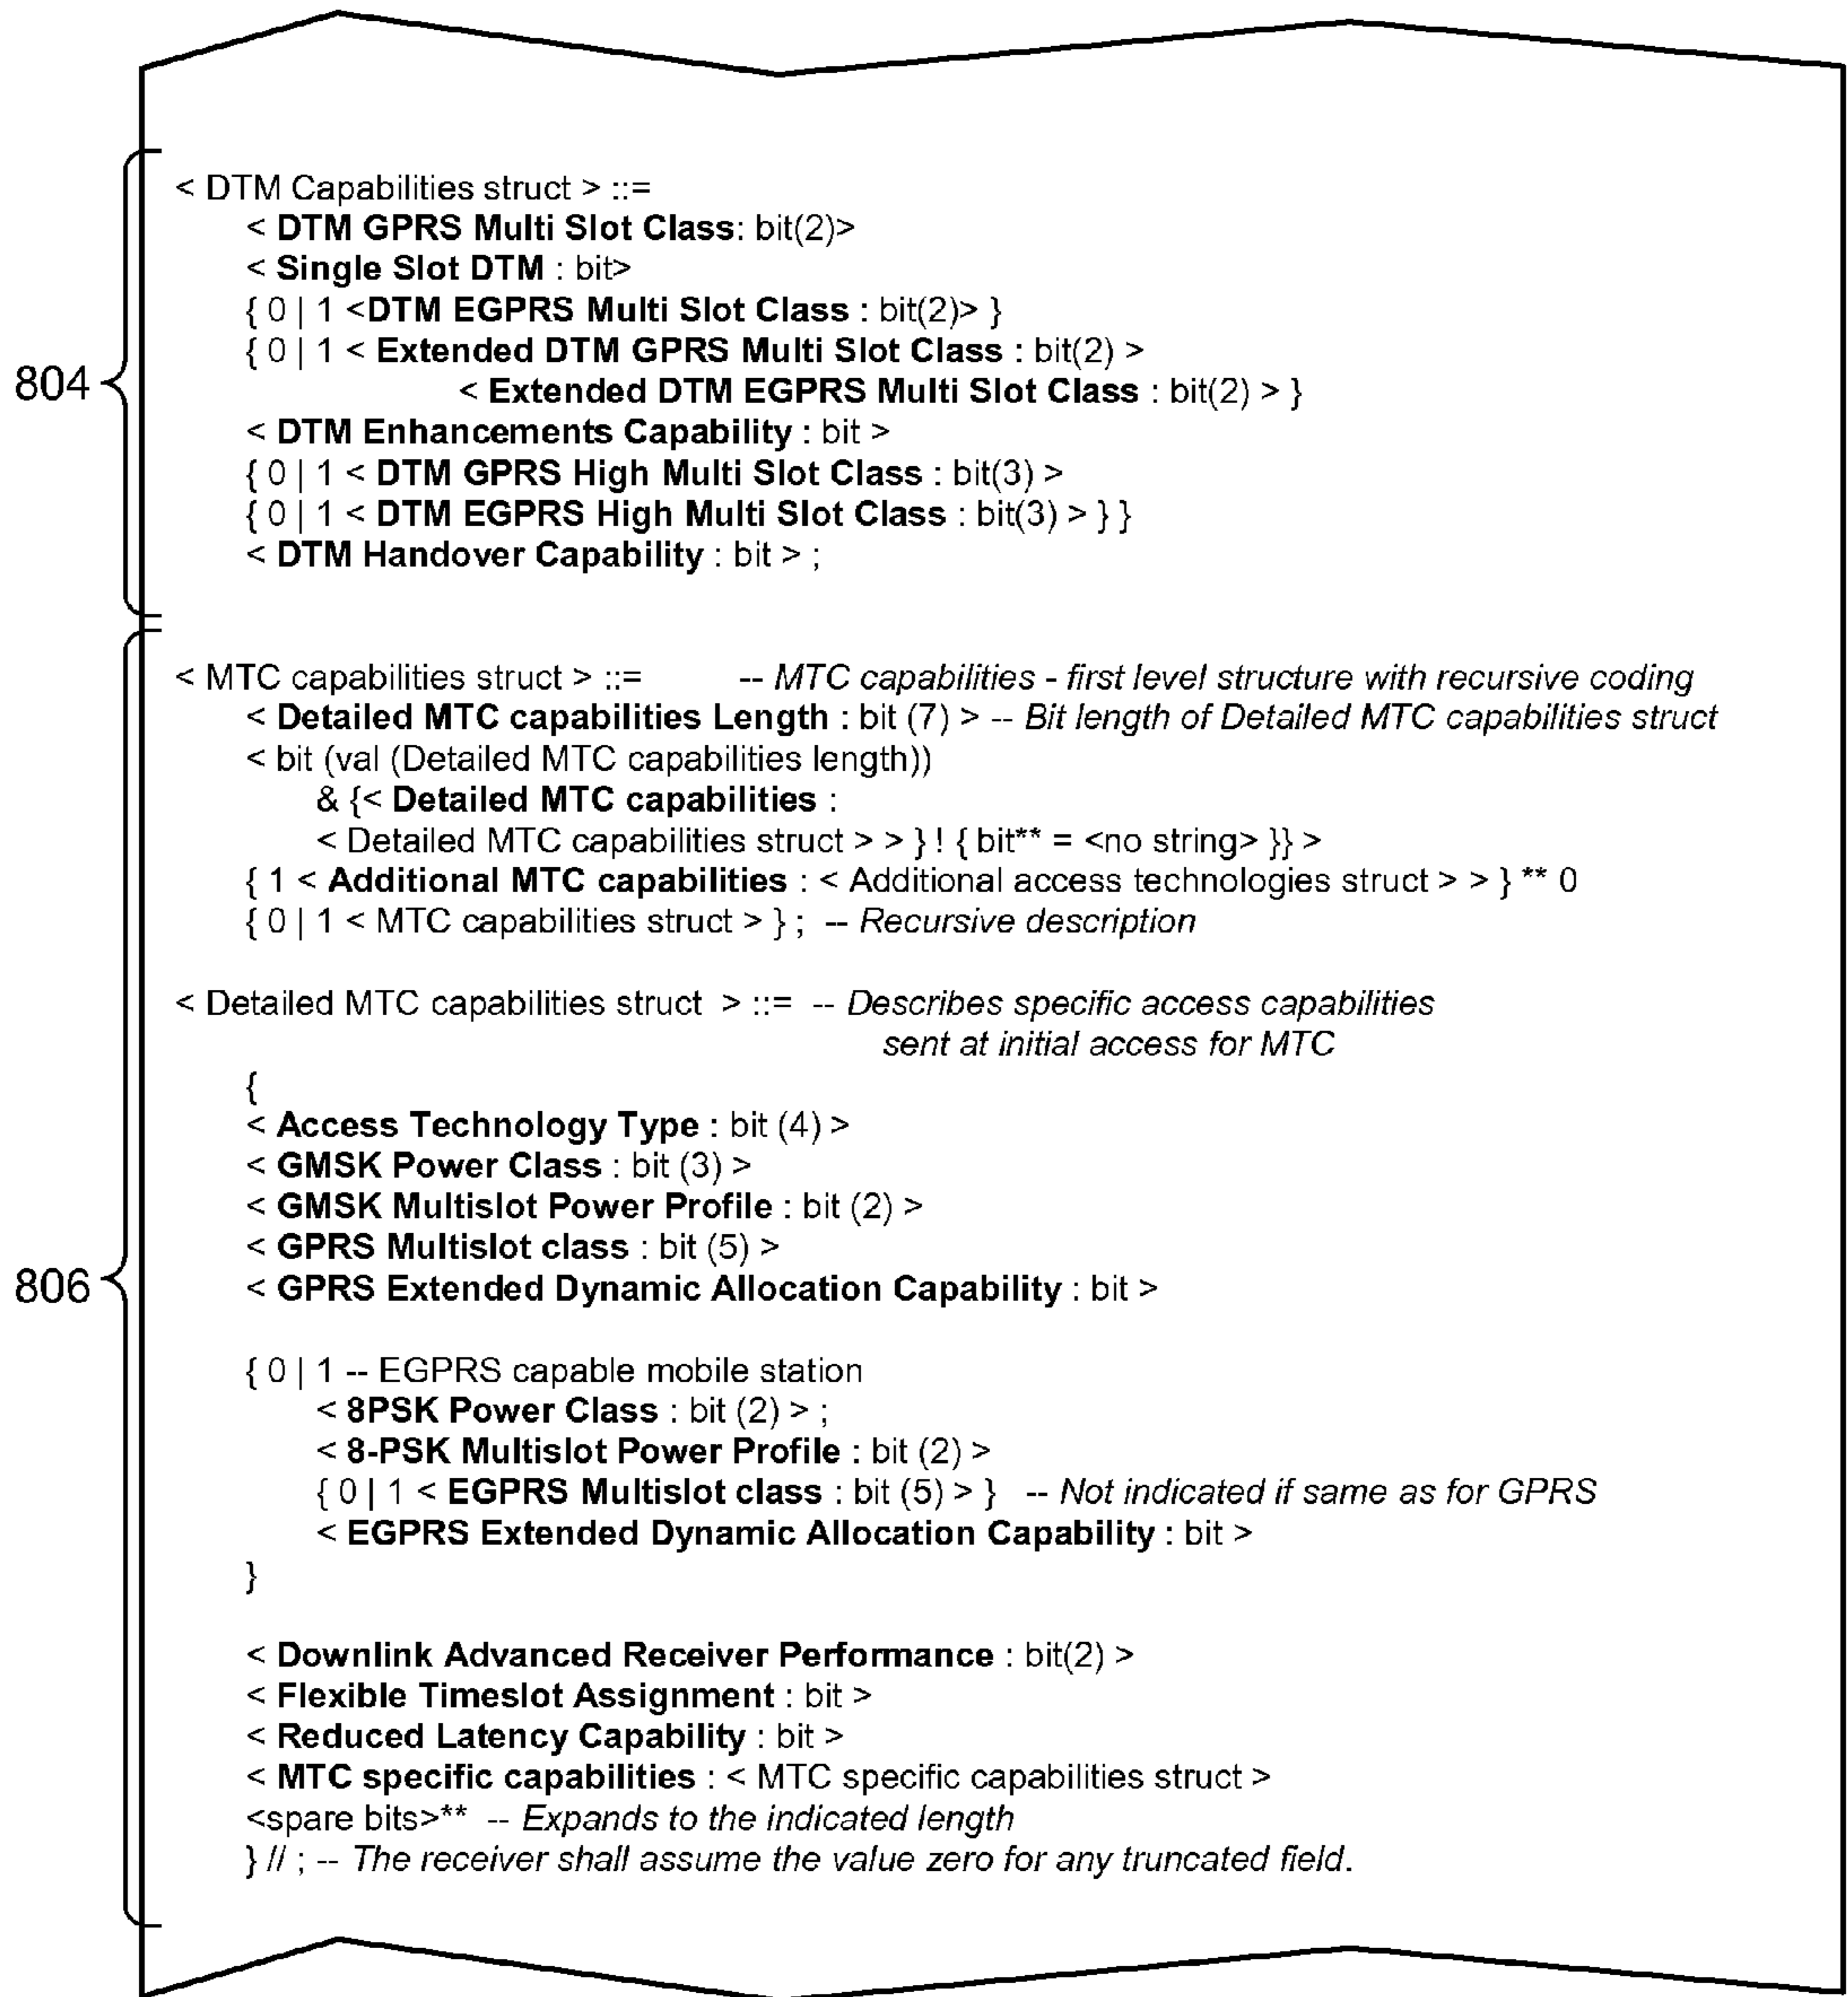 < DTM Capabilities struct > ::=
< DTM GPRS Multi Slot Class: bit(2)>
< Single Slot DTM : bit>
{ 0 | 1 <DTM EGPRS Multi Slot Class : bit(2)> }
{ 0 | 1 < Extended DTM GPRS Multi Slot Class : bit(2) >
< Extended DTM EGPRS Multi Slot Class : bit(2) > }
804
< DTM Enhancements Capability : bit >
{ 0 | 1 < DTM GPRS High Multi Slot Class : bit(3) >
{ 0 | 1 < DTM EGPRS High Multi Slot Class : bit(3) > } }
< DTM Handover Capability : bit > ;
< MTC capabilities struct > ::= -- MTC capabilities - first level structure with recursive coding
< Detailed MTC capabilities Length : bit (7) > -- Bit length of Detailed MTC capabilities struct
< bit (val (Detailed MTC capabilities length))
& {< Detailed MTC capabilities :
< Detailed MTC capabilities struct > > } ! { bit** = <no string> }} >
{ 1 < Additional MTC capabilities : < Additional access technologies struct > > } ** 0
{ 0 | 1 < MTC capabilities struct > } ; -- Recursive description
< Detailed MTC capabilities struct > ::= -- Describes specific access capabilities
sent at initial access for MTC
{
< Access Technology Type : bit (4) >
< GMSK Power Class : bit (3) >
< GMSK Multislot Power Profile : bit (2) >
< GPRS Multislot class : bit (5) >
806
< GPRS Extended Dynamic Allocation Capability : bit >
{ 0 | 1 -- EGPRS capable mobile station
< 8PSK Power Class : bit (2) > ;
< 8-PSK Multislot Power Profile : bit (2) >
{ 0 | 1 < EGPRS Multislot class : bit (5) > } -- Not indicated if same as for GPRS
< EGPRS Extended Dynamic Allocation Capability : bit >
}
< Downlink Advanced Receiver Performance : bit(2) >
< Flexible Timeslot Assignment : bit >
< Reduced Latency Capability : bit >
< MTC specific capabilities : < MTC specific capabilities struct >
<spare bits>** -- Expands to the indicated length
} // ; -- The receiver shall assume the value zero for any truncated field.